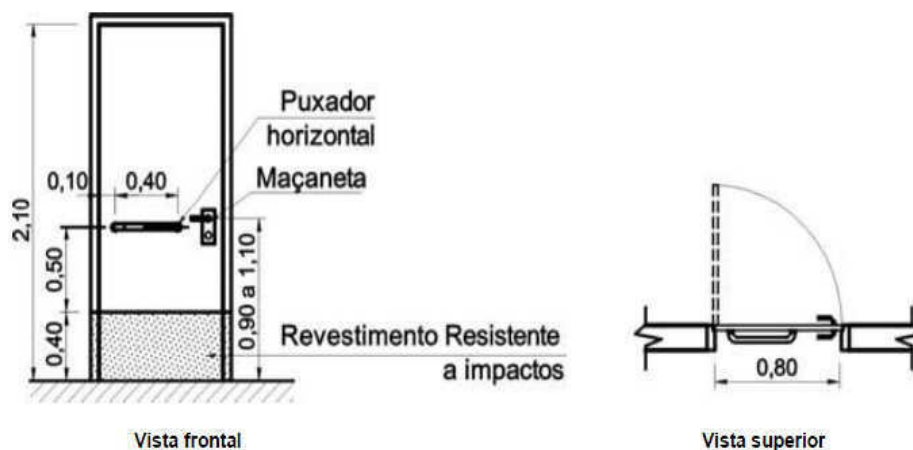 Puxador
horizontal
Maçaneta
0,10
0,40
2,10
0,50
0,40
0,90 a 1,10
Revestimento Resistente
a impactos
0,80
Vista frontal
Vista superior